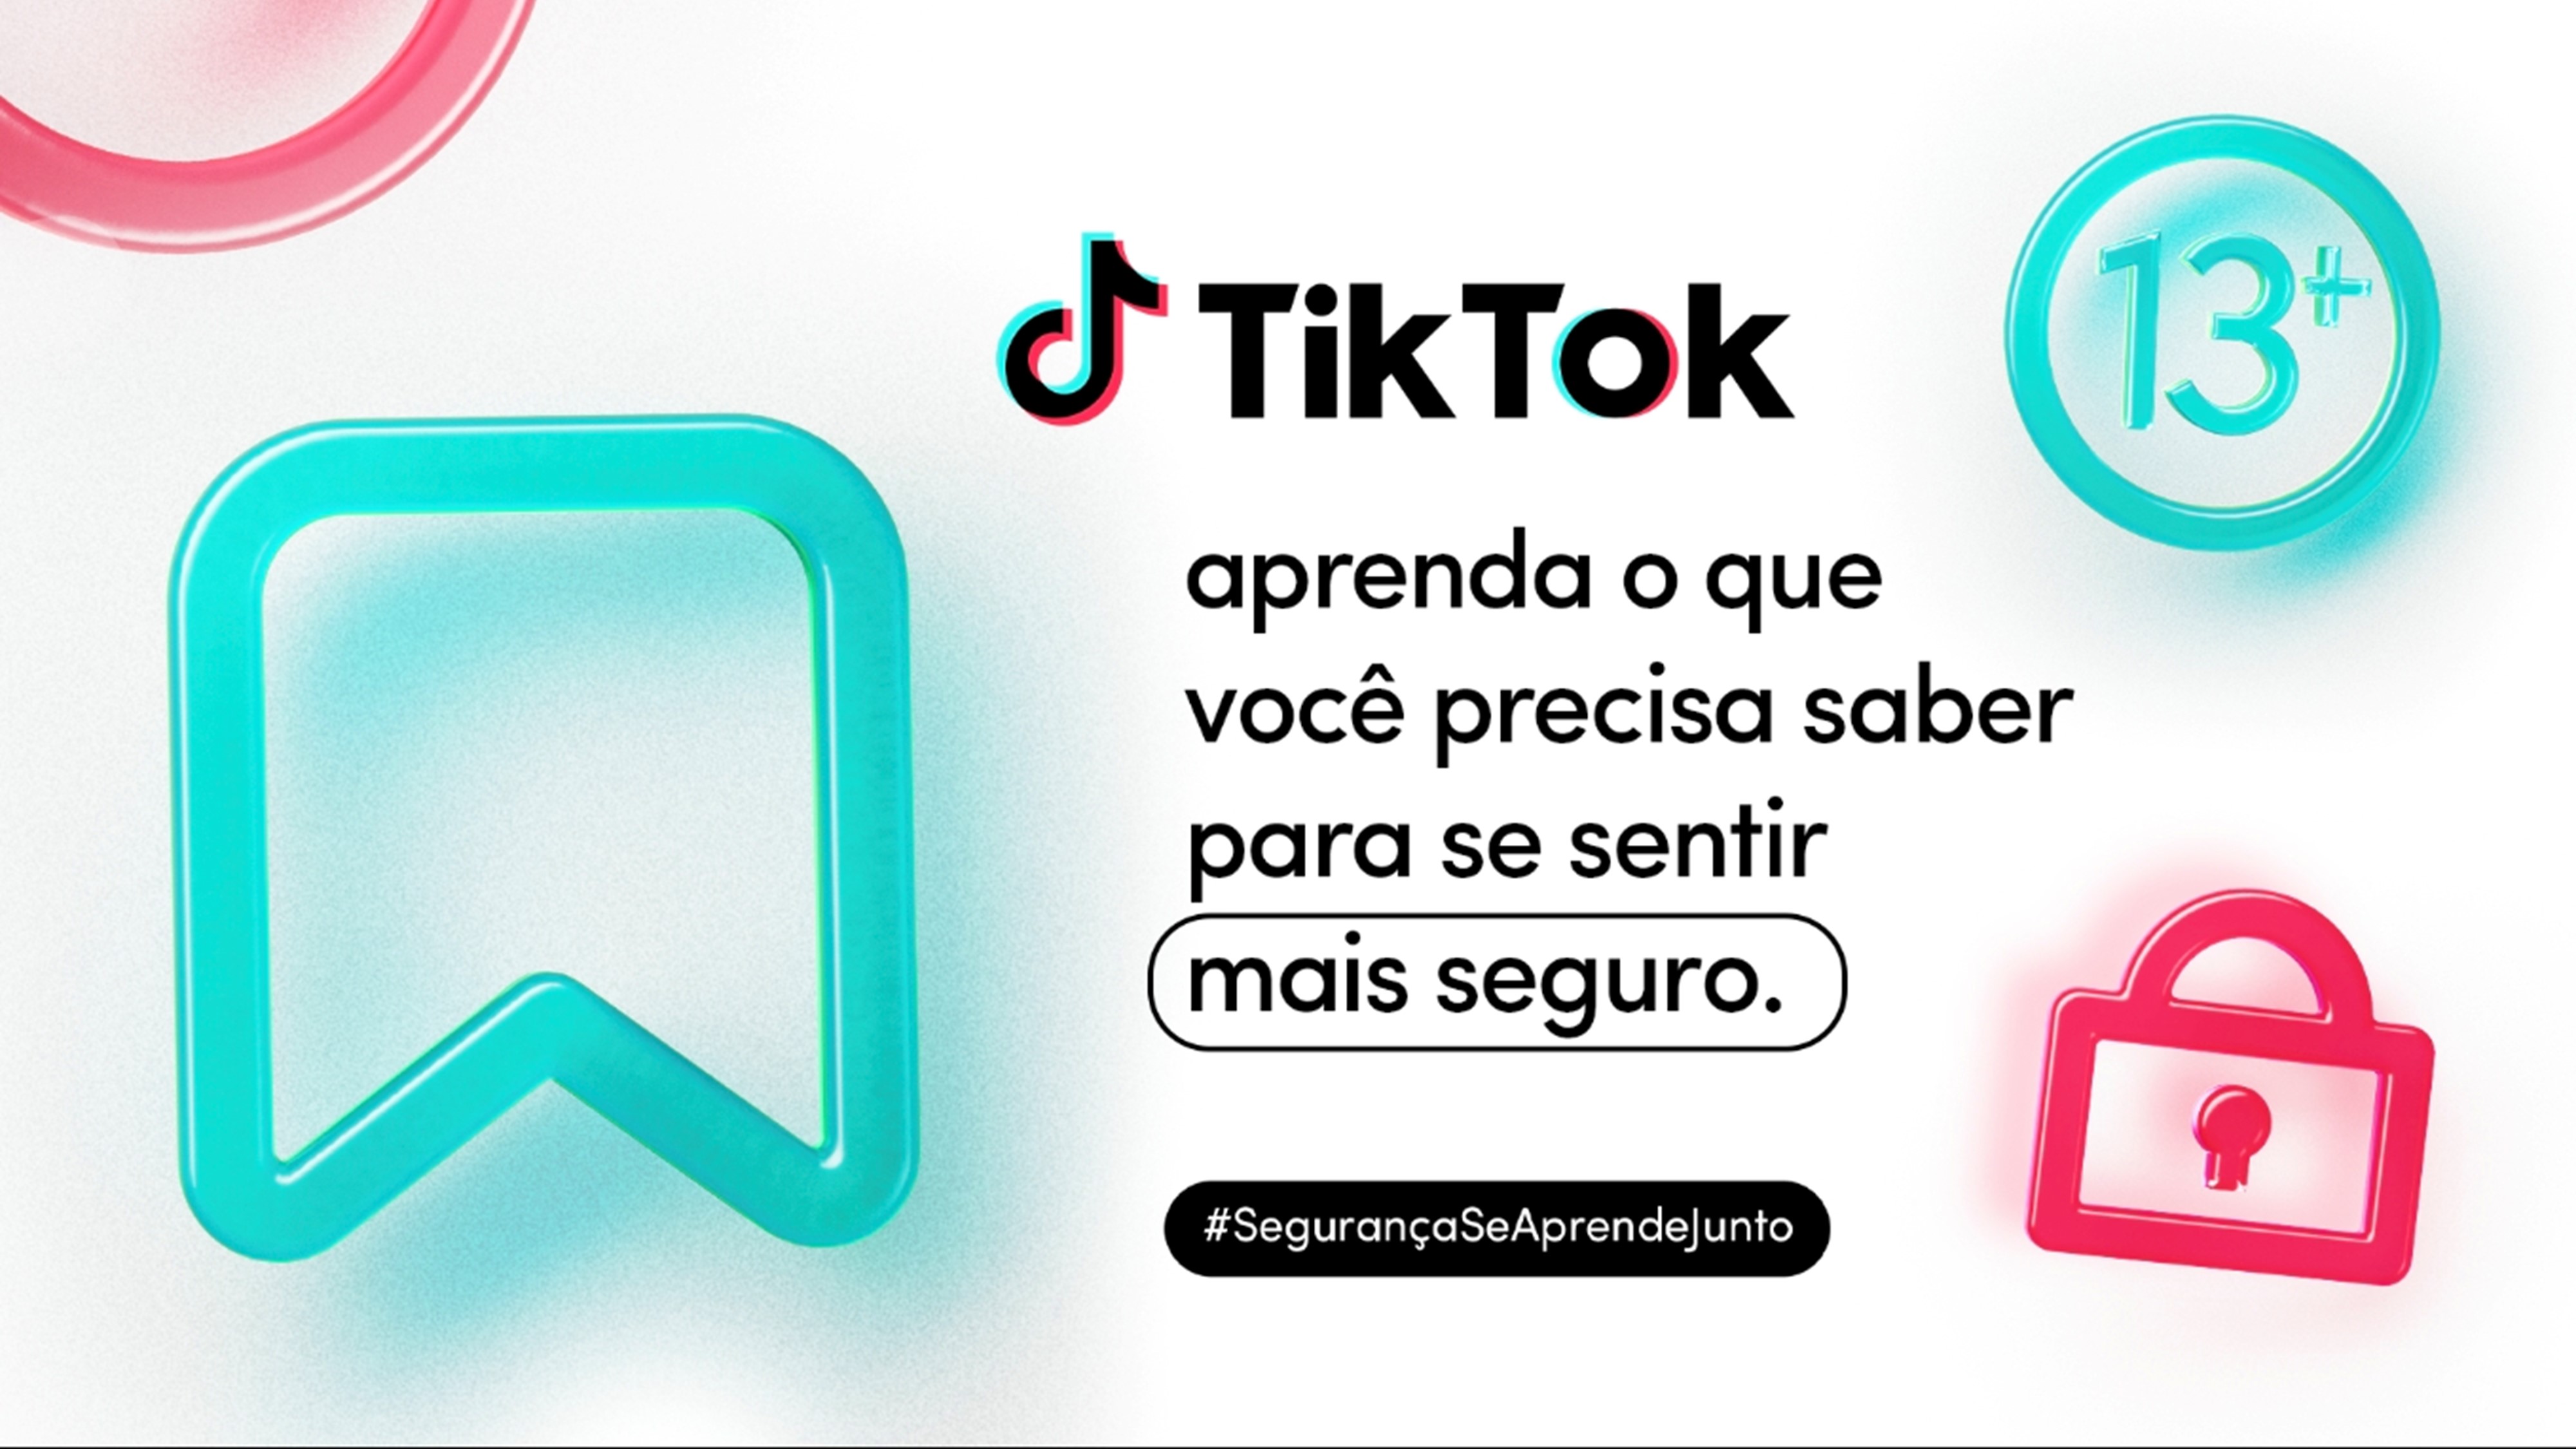 TikTok
13+
aprenda o que
você precisa saber
para se sentir
mais seguro.
#SegurançaSeAprendeJunto